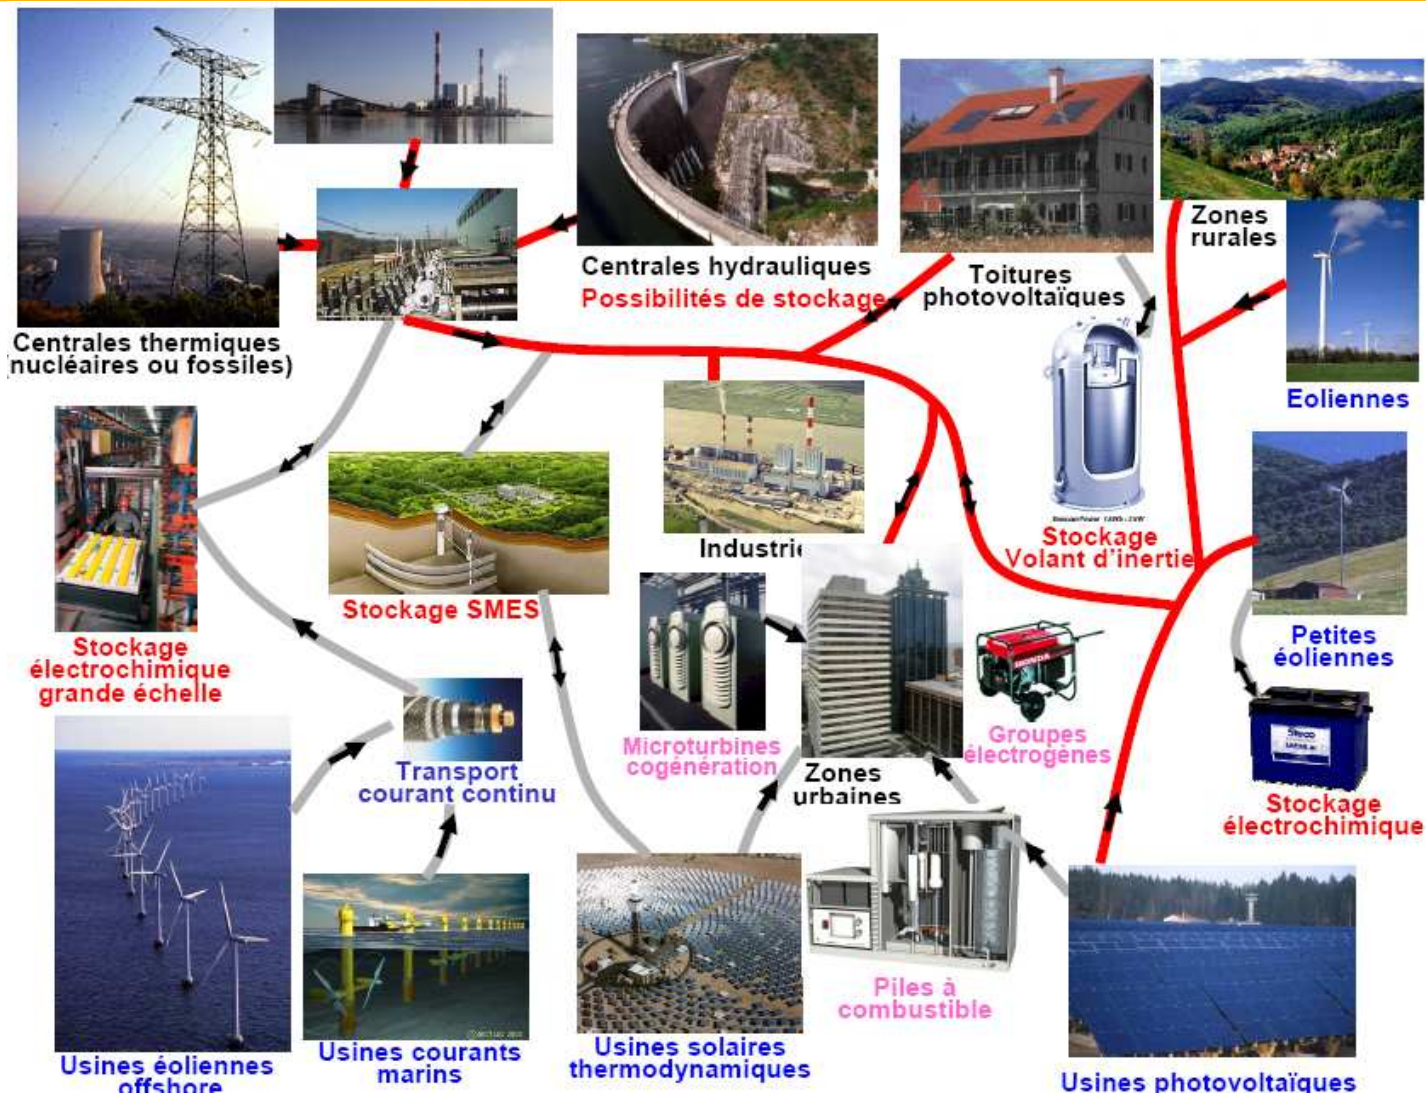 Centrales thermiques
(nucléaires ou fossiles)
Centrales hydrauliques
Possibilités de stockage
Toitures
photovoltaïques
Zones
rurales
Eoliennes
Industrie
Stockage
Volant d'inertie
Stockage SMES
Stockage
électrochimique
grande échelle
Petites
éoliennes
HONDA
Microturbines
cogénération
Groupes
électrogènes
Zones
urbaines
Transport
courant continu
Stockage
électrochimique
Piles à
combustible
Usines éoliennes
offshore
Usines courants
marins
Usines solaires
thermodynamiques
Usines photovoltaïques